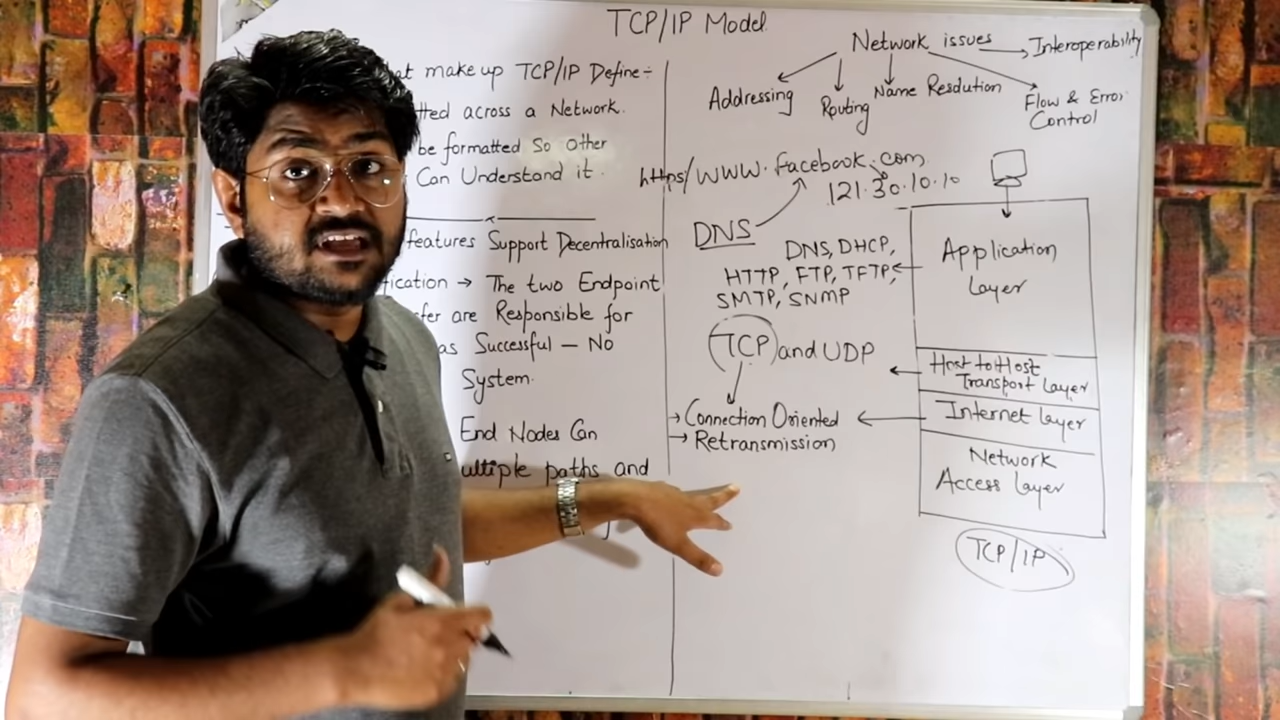 TCP/IP Model
at make up TCP/IP Define÷
tted across a Network.
be formatted So Other
Can Understand it.
features Support Decentralisation
ication → The two Endpoint
fer are Responsible for
as Successful – No
System.
End Nodes Can
ultiple paths and
Network issues → Interoperability
Addressing
Routing
Name Resolution
Flow & Error
Control
https/www.facebook.com
121.30.10.10
DNS
DNS, DHCP,
HTTP, FTP, TFTP,
SMTP, SNMP
TCP and UDP
→ Connection Oriented
→ Retransmission
Application
Layer
Host to Host
Transport Layer
Internet layer
Network
Access Layer
TCP/IP